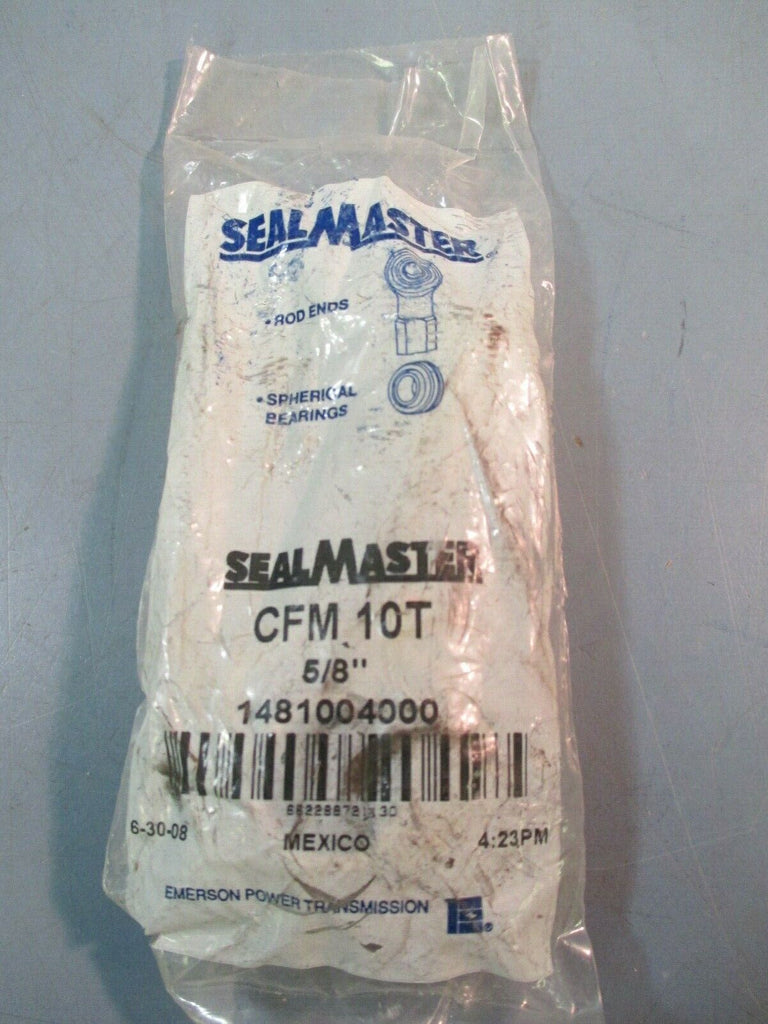 SEALMASTER
• ROD ENDS
• SPHERICAL
BEARINGS
SEALMASTER
CFM 10T
5/8"
1481004000
6-30-08
MEXICO
4:23PM
EMERSON POWER TRANSMISSION